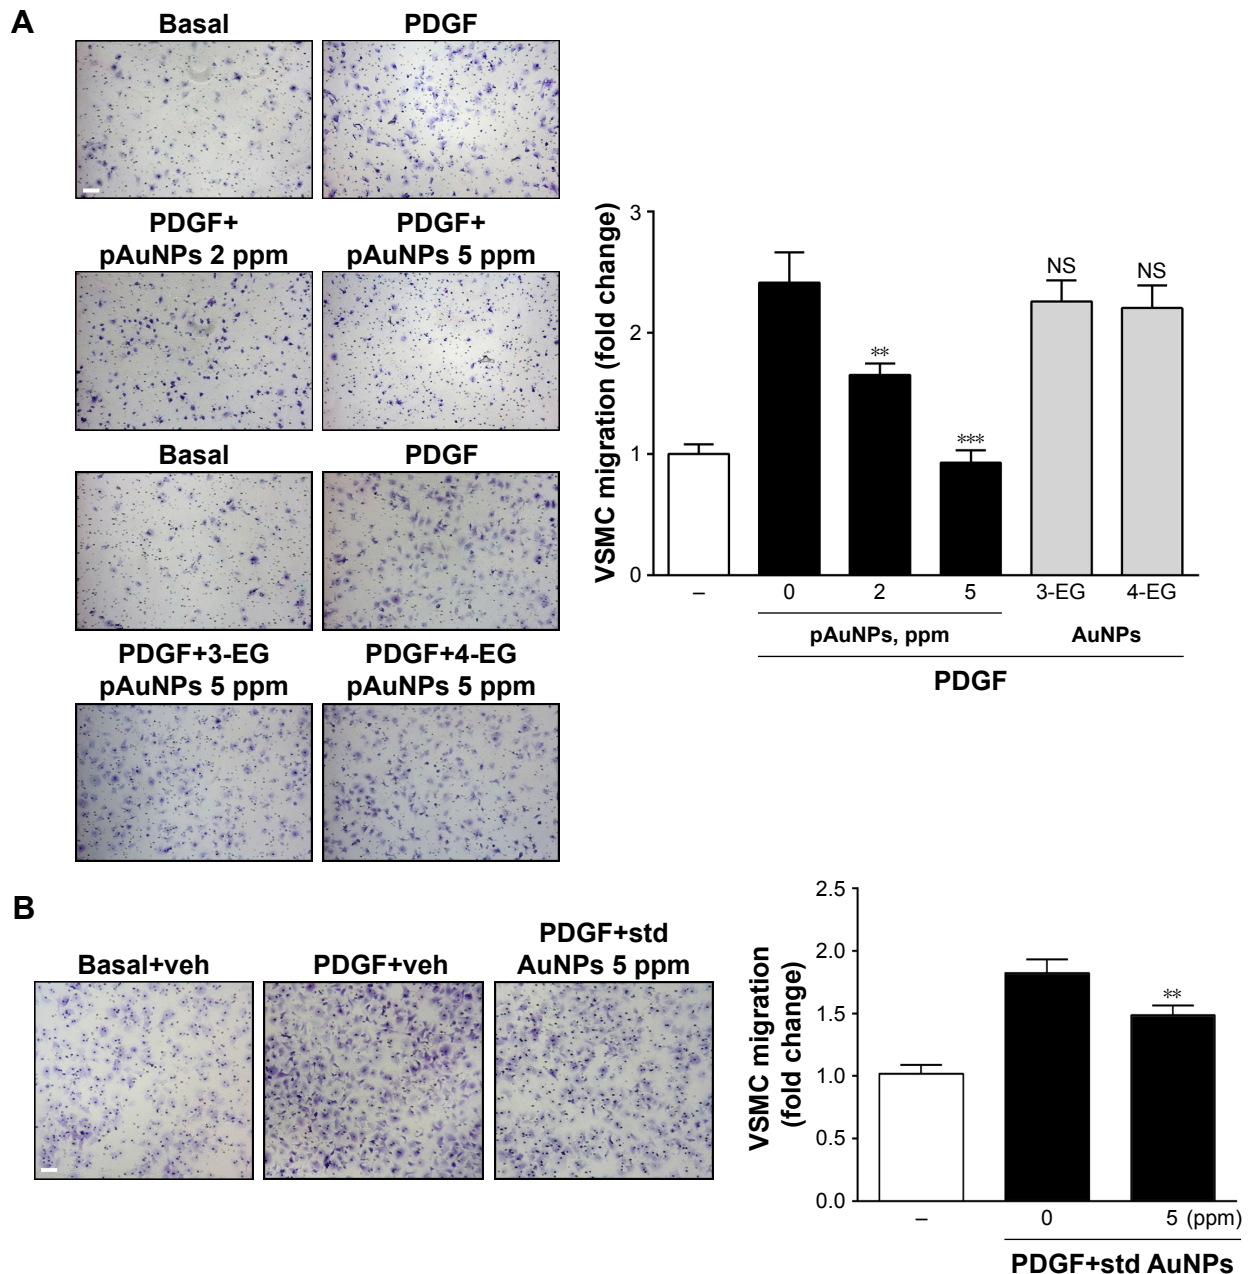 A
Basal
PDGF
PDGF+
pAuNPs 2 ppm
PDGF+
pAuNPs 5 ppm
Basal
PDGF
PDGF+3-EG
pAuNPs 5 ppm
PDGF+4-EG
pAuNPs 5 ppm
VSMC migration (fold change)
3
2
1
0
**
***
NS
NS
–
0
2
5
3-EG
4-EG
pAuNPs, ppm
AuNPs
PDGF
B
Basal+veh
PDGF+veh
PDGF+std
AuNPs 5 ppm
VSMC migration
(fold change)
2.5
2.0
1.5
1.0
0.5
0.0
**
–
0
5 (ppm)
PDGF+std AuNPs